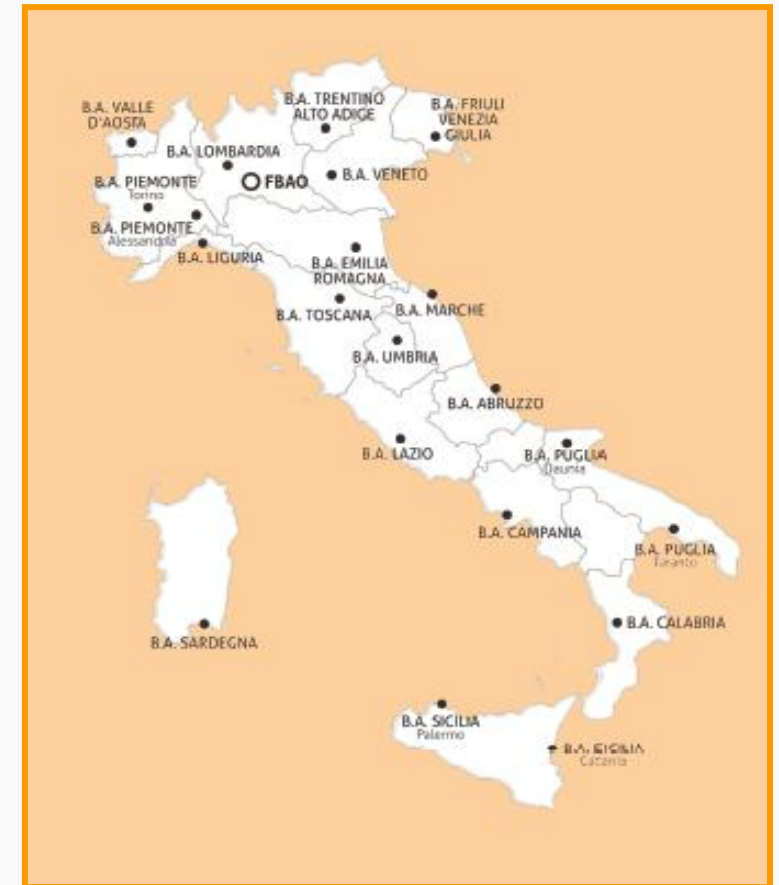 B.A. VALLE
D'AOSTA
B.A. TRENTINO
ALTO ADIGE
B.A. FRIULI
VENEZIA
GIULIA
B.A. LOMBARDIA
FBAO
B.A. VENETO
B.A. PIEMONTE
Torino
B.A. PIEMONTE
Alessandria
B.A. LIGURIA
B.A. EMILIA
ROMAGNA
B.A. TOSCANA
B.A. MARCHE
B.A. UMBRIA
B.A. ABRUZZO
B.A. LAZIO
B.A. PUGLIA
Daunia
B.A. CAMPANIA
B.A. PUGLIA
Taranto
B.A. CALABRIA
B.A. SARDEGNA
B.A. SICILIA
Palermo
B.A. SICILIA
Catania